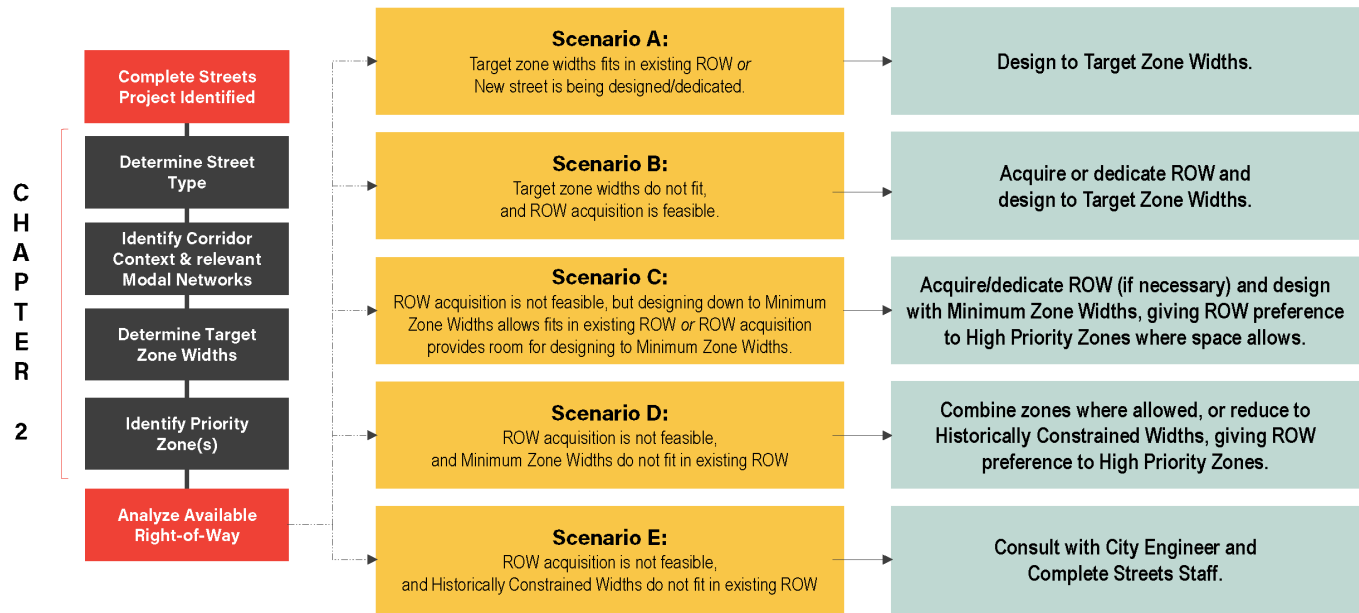 CHAPTER 2
Complete Streets
Project Identified
Determine Street
Type
Identify Corridor
Context & relevant
Modal Networks
Determine Target
Zone Widths
Identify Priority
Zone(s)
Analyze Available
Right-of-Way
Scenario A:
Target zone widths fits in existing ROW or
New street is being designed/dedicated.
Design to Target Zone Widths.
Scenario B:
Target zone widths do not fit,
and ROW acquisition is feasible.
Acquire or dedicate ROW and
design to Target Zone Widths.
Scenario C:
ROW acquisition is not feasible, but designing down to Minimum
Zone Widths allows fits in existing ROW or ROW acquisition
provides room for designing to Minimum Zone Widths.
Acquire/dedicate ROW (if necessary) and design
with Minimum Zone Widths, giving ROW preference
to High Priority Zones where space allows.
Scenario D:
ROW acquisition is not feasible,
and Minimum Zone Widths do not fit in existing ROW
Combine zones where allowed, or reduce to
Historically Constrained Widths, giving ROW
preference to High Priority Zones.
Scenario E:
ROW acquisition is not feasible,
and Historically Constrained Widths do not fit in existing ROW
Consult with City Engineer and
Complete Streets Staff.